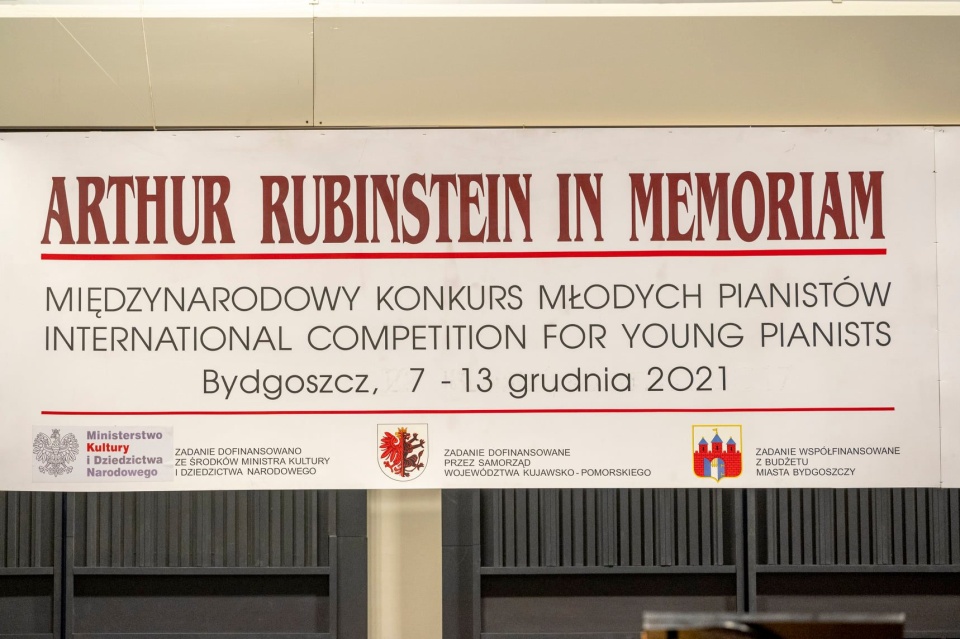 ARTHUR RUBINSTEIN IN MEMORIAM
MIĘDZYNARODOWY KONKURS MŁODYCH PIANISTÓW
INTERNATIONAL COMPETITION FOR YOUNG PIANISTS
Bydgoszcz, 7 - 13 grudnia 2021
Ministerstwo
Kultury
i Dziedzictwa
Narodowego
ZADANIE DOFINANSOWANO
ZE ŚRODKÓW MINISTRA KULTURY
I DZIEDZICTWA NARODOWEGO
ZADANIE DOFINANSOWANE
PRZEZ SAMORZĄD
WOJEWÓDZTWA KUJAWSKO - POMORSKIEGO
ZADANIE WSPÓŁFINANSOWANE
Z BUDŻETU
MIASTA BYDGOSZCZY